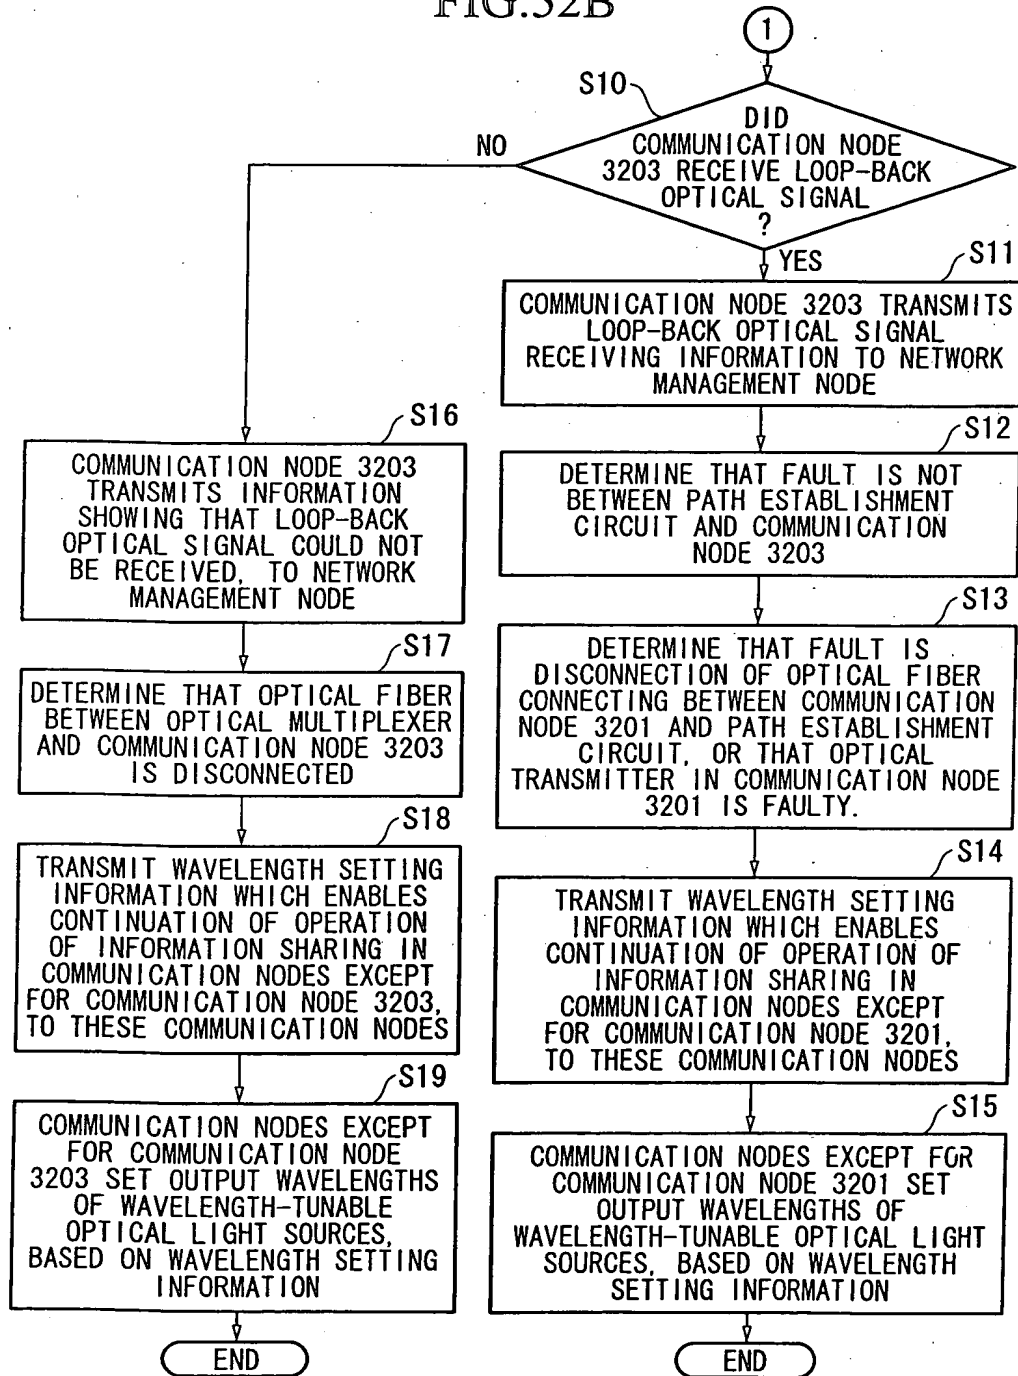 FIG.52B
1
S10
DID
COMMUNICATION NODE
3203 RECEIVE LOOP-BACK
OPTICAL SIGNAL
?
NO
YES
S11
COMMUNICATION NODE 3203 TRANSMITS
LOOP-BACK OPTICAL SIGNAL
RECEIVING INFORMATION TO NETWORK
MANAGEMENT NODE
S12
DETERMINE THAT FAULT IS NOT
BETWEEN PATH ESTABLISHMENT
CIRCUIT AND COMMUNICATION
NODE 3203
S13
DETERMINE THAT FAULT IS
DISCONNECTION OF OPTICAL FIBER
CONNECTING BETWEEN COMMUNICATION
NODE 3201 AND PATH ESTABLISHMENT
CIRCUIT, OR THAT OPTICAL
TRANSMITTER IN COMMUNICATION NODE
3201 IS FAULTY.
S14
TRANSMIT WAVELENGTH SETTING
INFORMATION WHICH ENABLES
CONTINUATION OF OPERATION OF
INFORMATION SHARING IN
COMMUNICATION NODES EXCEPT
FOR COMMUNICATION NODE 3201,
TO THESE COMMUNICATION NODES
S15
COMMUNICATION NODES EXCEPT FOR
COMMUNICATION NODE 3201 SET
OUTPUT WAVELENGTHS OF
WAVELENGTH-TUNABLE OPTICAL LIGHT
SOURCES, BASED ON WAVELENGTH
SETTING INFORMATION
END
S16
COMMUNICATION NODE 3203
TRANSMITS INFORMATION
SHOWING THAT LOOP-BACK
OPTICAL SIGNAL COULD NOT
BE RECEIVED, TO NETWORK
MANAGEMENT NODE
S17
DETERMINE THAT OPTICAL FIBER
BETWEEN OPTICAL MULTIPLEXER
AND COMMUNICATION NODE 3203
IS DISCONNECTED
S18
TRANSMIT WAVELENGTH SETTING
INFORMATION WHICH ENABLES
CONTINUATION OF OPERATION
OF INFORMATION SHARING IN
COMMUNICATION NODES EXCEPT
FOR COMMUNICATION NODE 3203,
TO THESE COMMUNICATION NODES
S19
COMMUNICATION NODES EXCEPT
FOR COMMUNICATION NODE
3203 SET OUTPUT WAVELENGTHS
OF WAVELENGTH-TUNABLE
OPTICAL LIGHT SOURCES,
BASED ON WAVELENGTH SETTING
INFORMATION
END